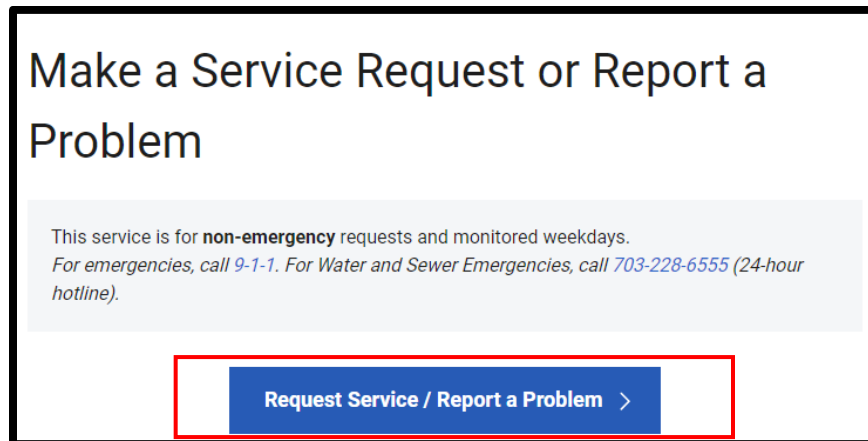 Make a Service Request or Report a
Problem
This service is for non-emergency requests and monitored weekdays.
For emergencies, call 9-1-1. For Water and Sewer Emergencies, call 703-228-6555 (24-hour
hotline).
Request Service / Report a Problem >